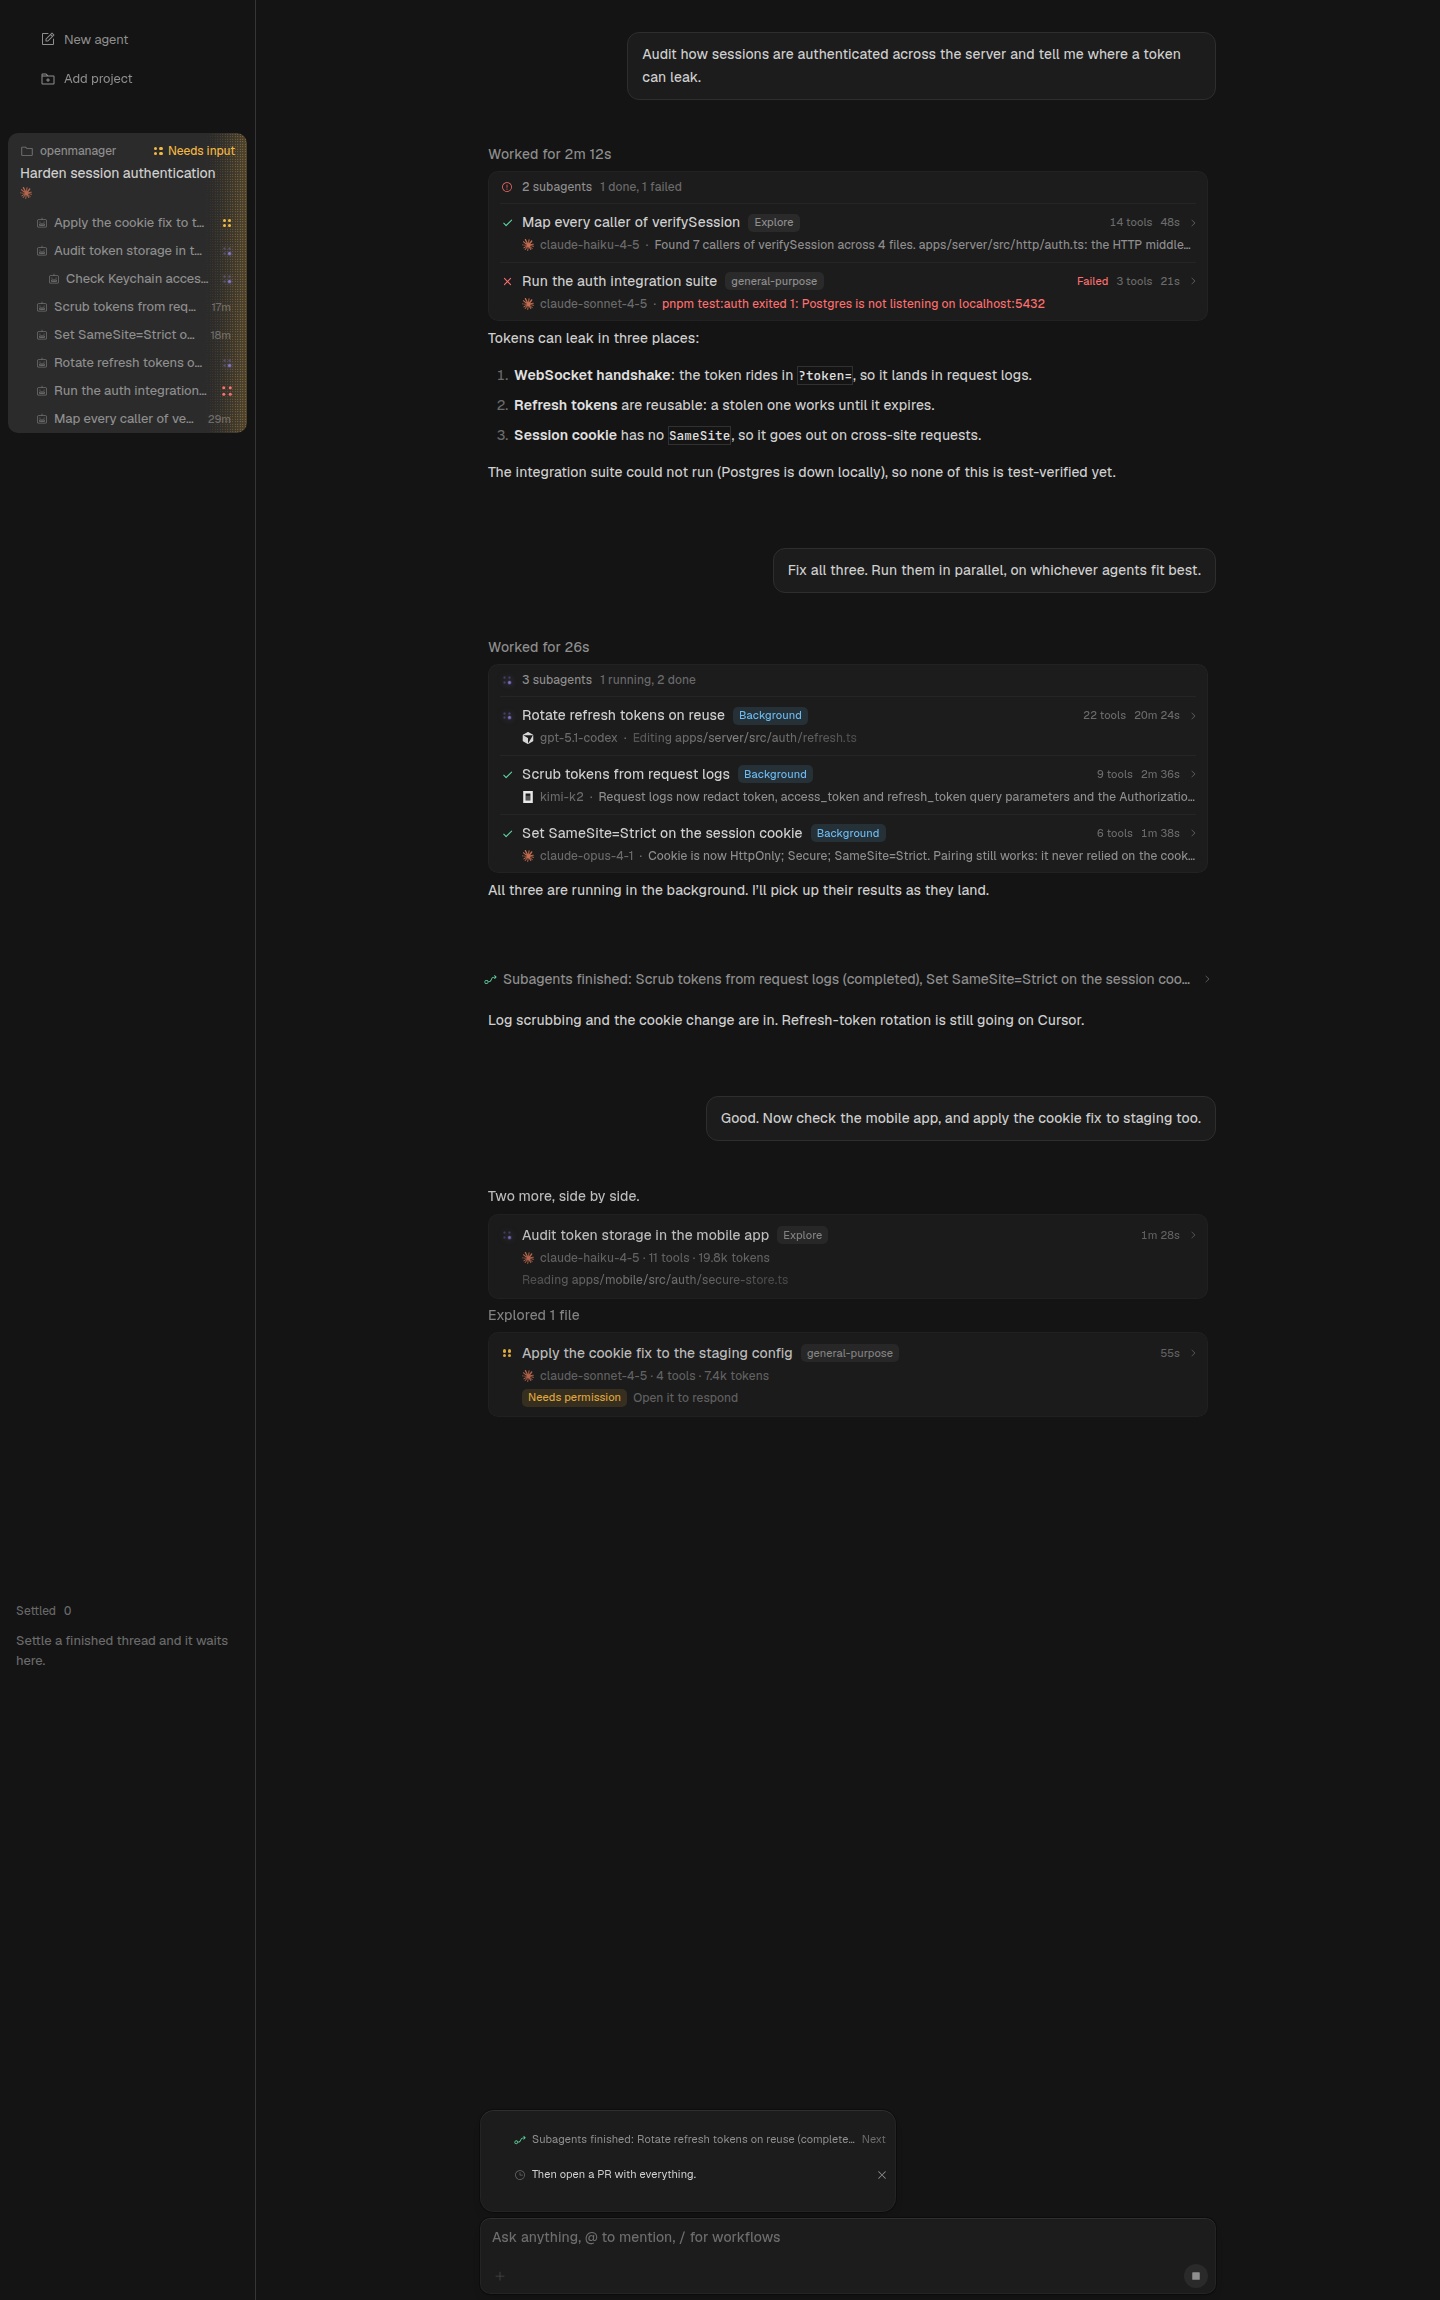 New agent
Add project
openmanager
Needs input
Harden session authentication
Apply the cookie fix to t...
Audit token storage in t...
Check Keychain acces...
Scrub tokens from req... 17m
Set SameSite=Strict o... 18m
Rotate refresh tokens o...
Run the auth integration...
Map every caller of ve... 29m
Settled 0
Settle a finished thread and it waits
here.
Audit how sessions are authenticated across the server and tell me where a token
can leak.
Worked for 2m 12s
2 subagents 1 done, 1 failed
Map every caller of verifySession Explore 14 tools 48s
claude-haiku-4-5 · Found 7 callers of verifySession across 4 files. apps/server/src/http/auth.ts: the HTTP middle...
Run the auth integration suite general-purpose Failed 3 tools 21s
claude-sonnet-4-5 · pnpm test:auth exited 1: Postgres is not listening on localhost:5432
Tokens can leak in three places:
1. WebSocket handshake: the token rides in ?token=, so it lands in request logs.
2. Refresh tokens are reusable: a stolen one works until it expires.
3. Session cookie has no SameSite, so it goes out on cross-site requests.
The integration suite could not run (Postgres is down locally), so none of this is test-verified yet.
Fix all three. Run them in parallel, on whichever agents fit best.
Worked for 26s
3 subagents 1 running, 2 done
Rotate refresh tokens on reuse Background 22 tools 20m 24s
gpt-5.1-codex · Editing apps/server/src/auth/refresh.ts
Scrub tokens from request logs Background 9 tools 2m 36s
kimi-k2 · Request logs now redact token, access_token and refresh_token query parameters and the Authorizatio...
Set SameSite=Strict on the session cookie Background 6 tools 1m 38s
claude-opus-4-1 · Cookie is now HttpOnly; Secure; SameSite=Strict. Pairing still works: it never relied on the cook...
All three are running in the background. I'll pick up their results as they land.
Subagents finished: Scrub tokens from request logs (completed), Set SameSite=Strict on the session coo...
Log scrubbing and the cookie change are in. Refresh-token rotation is still going on Cursor.
Good. Now check the mobile app, and apply the cookie fix to staging too.
Two more, side by side.
Audit token storage in the mobile app Explore 1m 28s
claude-haiku-4-5 · 11 tools · 19.8k tokens
Reading apps/mobile/src/auth/secure-store.ts
Explored 1 file
Apply the cookie fix to the staging config general-purpose 55s
claude-sonnet-4-5 · 4 tools · 7.4k tokens
Needs permission Open it to respond
Subagents finished: Rotate refresh tokens on reuse (complete... Next
Then open a PR with everything.
Ask anything, @ to mention, / for workflows